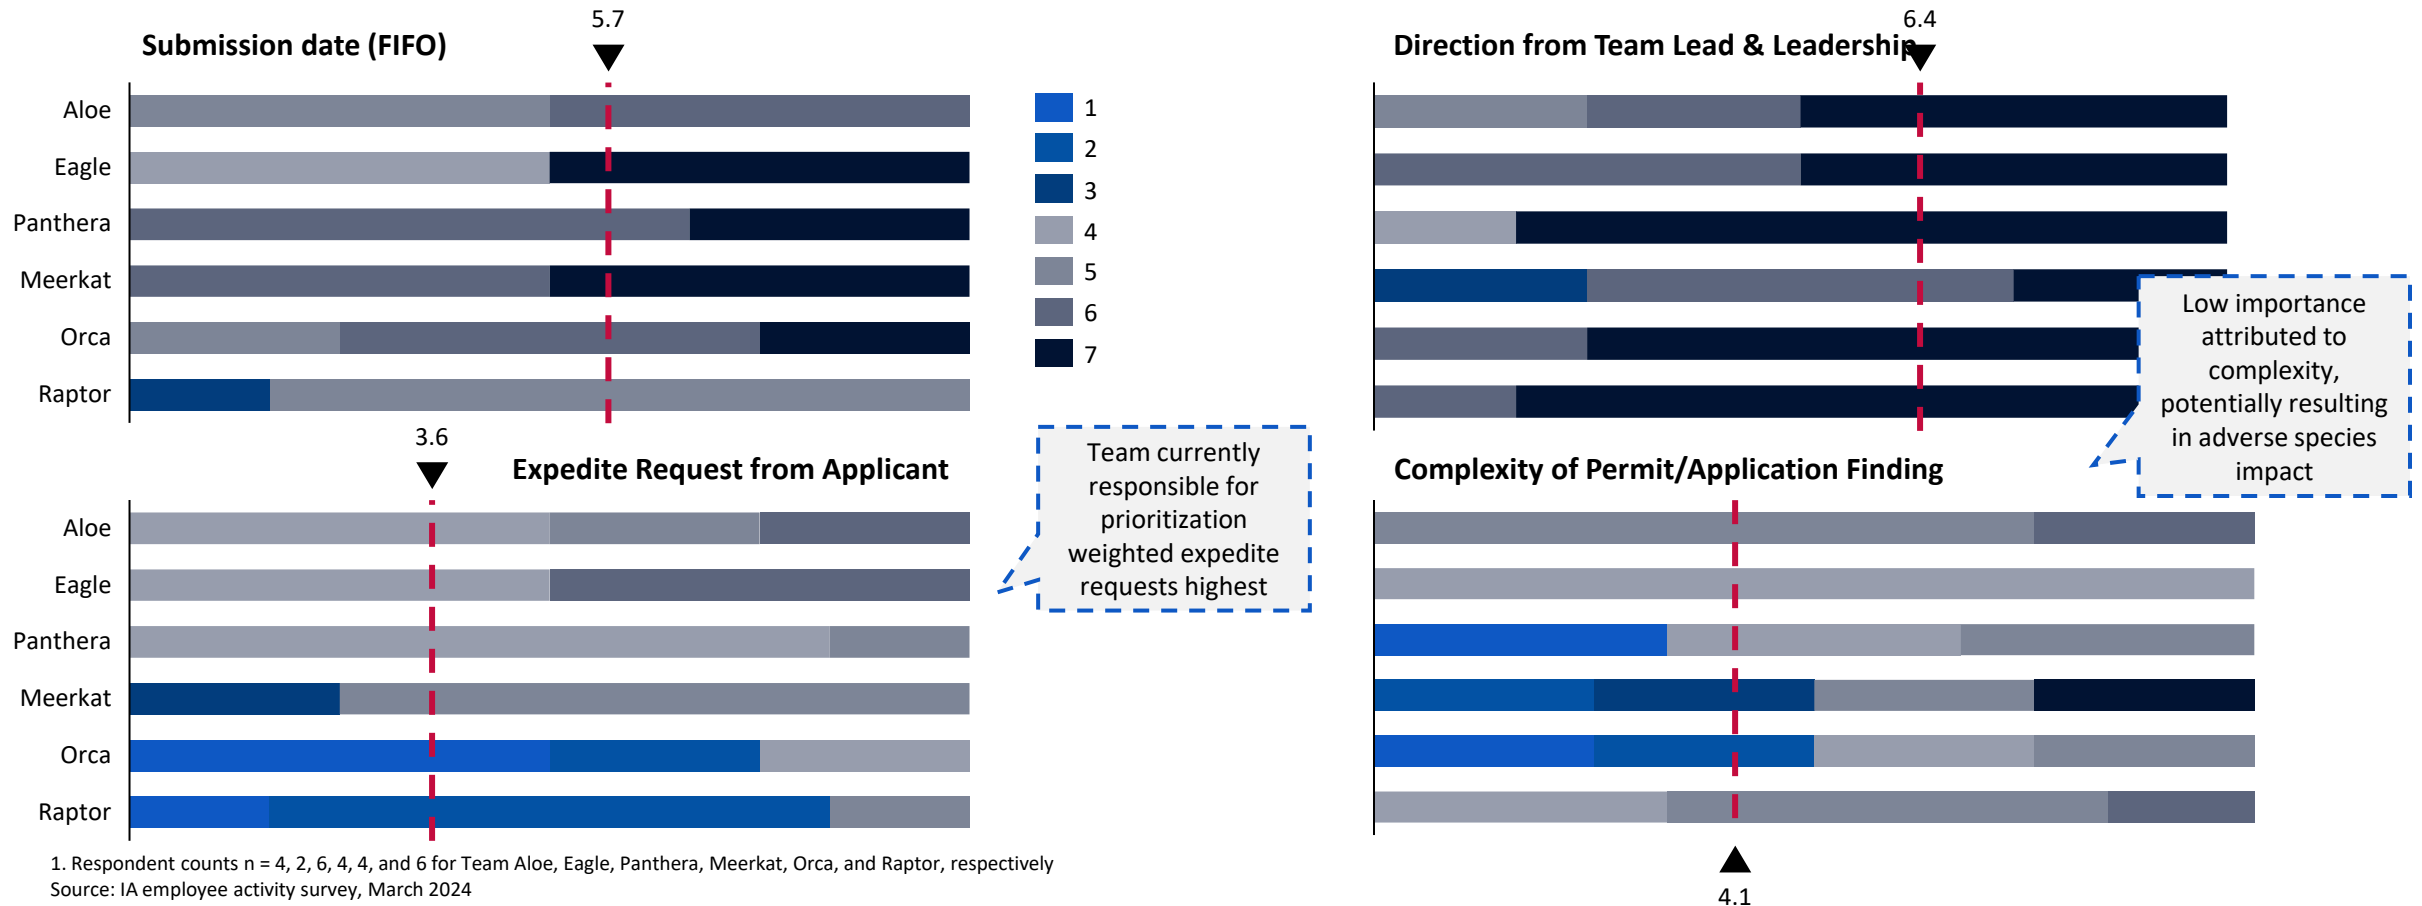 5.7
Submission date (FIFO)
Aloe
Eagle
Panthera
Meerkat
Orca
Raptor
1
2
3
4
5
6
7
6.4
Direction from Team Lead & Leadership
Low importance
attributed to
complexity,
potentially resulting
in adverse species
impact
3.6
Expedite Request from Applicant
Aloe
Eagle
Panthera
Meerkat
Orca
Raptor
Team currently
responsible for
prioritization
weighted expedite
requests highest
Complexity of Permit/Application Finding
4.1
1. Respondent counts n = 4, 2, 6, 4, 4, and 6 for Team Aloe, Eagle, Panthera, Meerkat, Orca, and Raptor, respectively
Source: IA employee activity survey, March 2024